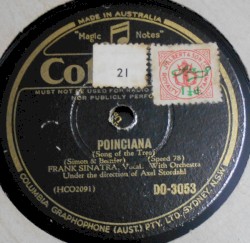 MADE IN AUSTRALIA
"Magic Notes"
Col
21
MUST NOT BE USED FOR RADIO
NOR PUBLICLY PERF
POINCIANA
(Song of the Tree)
(Simon & Bernier) (Speed 78)
FRANK SINATRA, Vocal. With Orchestra
Under the direction of Axel Stordahl
(HCO2091)
DO-3053
COLUMBIA GRAPHOPHONE (AUST.) PTY. LTD. SYDNEY. N.S.W.